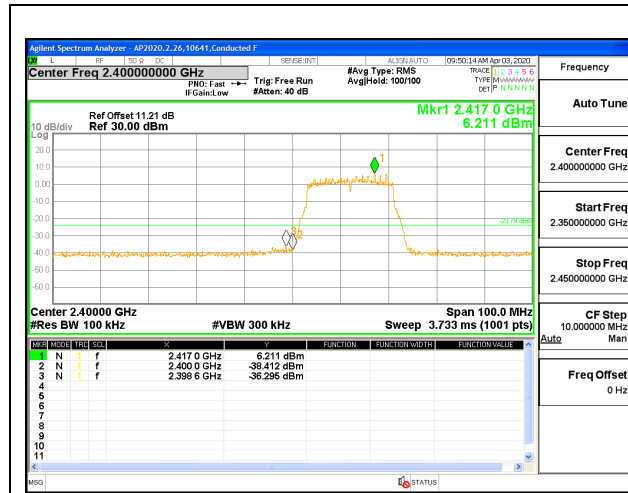 Agilent Spectrum Analyzer - AP2020.2.26,10641,Conducted F
L RF 50 Ω DC SENSE:INT ALIGN AUTO 09:50:14 AM Apr 03, 2020
Center Freq 2.400000000 GHz
PNO: Fast
IFGain:Low
Trig: Free Run
#Atten: 40 dB
#Avg Type: RMS
Avg|Hold: 100/100
TRACE 1 2 3 4 5 6
TYPE M
DET P N N N N N
Ref Offset 11.21 dB
Ref 30.00 dBm
10 dB/div
Log
Mkr1 2.417 0 GHz
6.211 dBm
20.0
10.0
0.00
-10.0
-20.0
-30.0
-40.0
-50.0
-60.0
1
3
2
Center 2.40000 GHz
Span 100.0 MHz
#Res BW 100 kHz
#VBW 300 kHz
Sweep 3.733 ms (1001 pts)
MKR MODE TRC SCL X Y FUNCTION FUNCTION WIDTH FUNCTION VALUE
1 N 1 f 2.417 0 GHz 6.211 dBm
2 N 1 f 2.400 0 GHz -38.412 dBm
3 N 1 f 2.398 6 GHz -36.295 dBm
4
5
6
7
8
9
10
11
MSG
STATUS
Frequency
Auto Tune
Center Freq
2.400000000 GHz
Start Freq
2.350000000 GHz
Stop Freq
2.450000000 GHz
CF Step
10.000000 MHz
Auto Man
Freq Offset
0 Hz